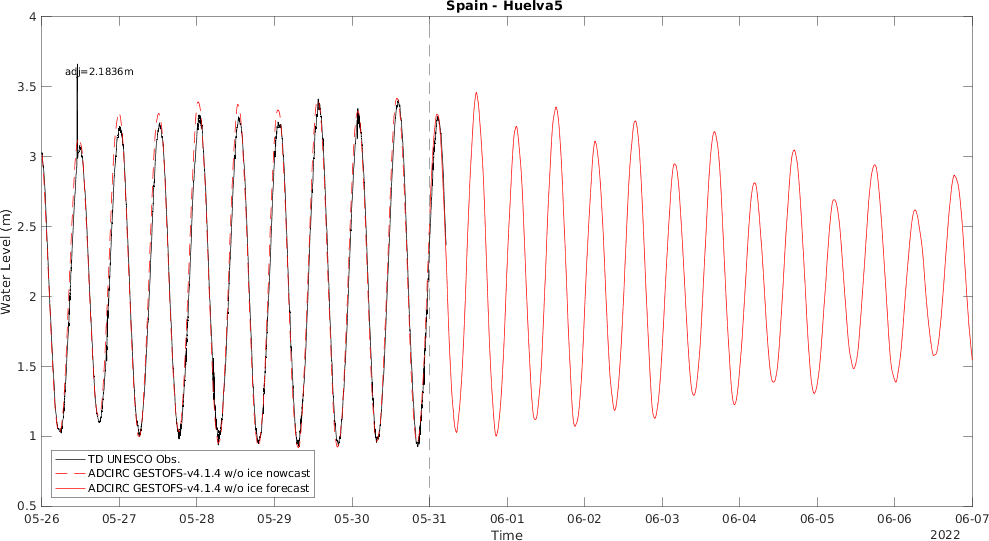 Spain - Huelva5
4
3.5
3
2.5
2
1.5
1
0.5
Water Level (m)
adj=2.1836m
TD UNESCO Obs.
ADCIRC GESTOFS-v4.1.4 w/o ice nowcast
ADCIRC GESTOFS-v4.1.4 w/o ice forecast
05-26 05-27 05-28 05-29 05-30 05-31 06-01 06-02 06-03 06-04 06-05 06-06 06-07
Time
2022